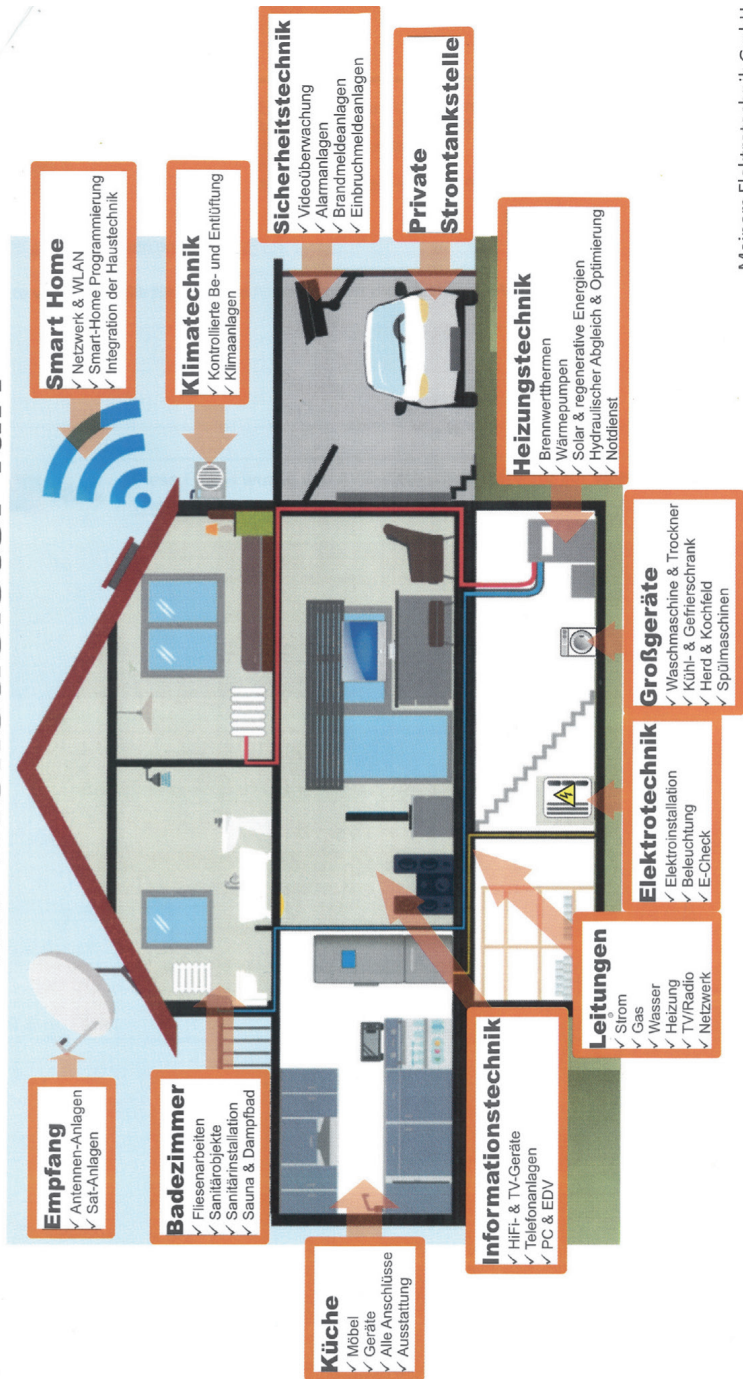 Empfang
✓ Antennen-Anlagen
✓ Sat-Anlagen
Smart Home
✓ Netzwerk & WLAN
✓ Smart-Home Programmierung
✓ Integration der Haustechnik
Badezimmer
✓ Fliesenarbeiten
✓ Sanitärobjekte
✓ Sanitärinstallation
✓ Sauna & Dampfbad
Klimatechnik
✓ Kontrollierte Be- und Entlüftung
✓ Klimaanlagen
Küche
✓ Möbel
✓ Geräte
✓ Alle Anschlüsse
✓ Ausstattung
Sicherheitstechnik
✓ Videoüberwachung
✓ Alarmanlagen
✓ Brandmeldeanlagen
✓ Einbruchmeldeanlagen
Private
Stromtankstelle
Informationstechnik
✓ HiFi- & TV-Geräte
✓ Telefonanlagen
✓ PC & EDV
Leitungen
✓ Strom
✓ Gas
✓ Wasser
✓ Heizung
✓ TV/Radio
✓ Netzwerk
Elektrotechnik
✓ Elektroinstallation
✓ Beleuchtung
✓ E-Check
Großgeräte
✓ Waschmaschine & Trockner
✓ Kühl- & Gefrierschrank
✓ Herd & Kochfeld
✓ Spülmaschinen
Heizungstechnik
✓ Brennwertthermen
✓ Wärmepumpen
✓ Solar & regenerative Energien
✓ Hydraulischer Abgleich & Optimierung
✓ Notdienst